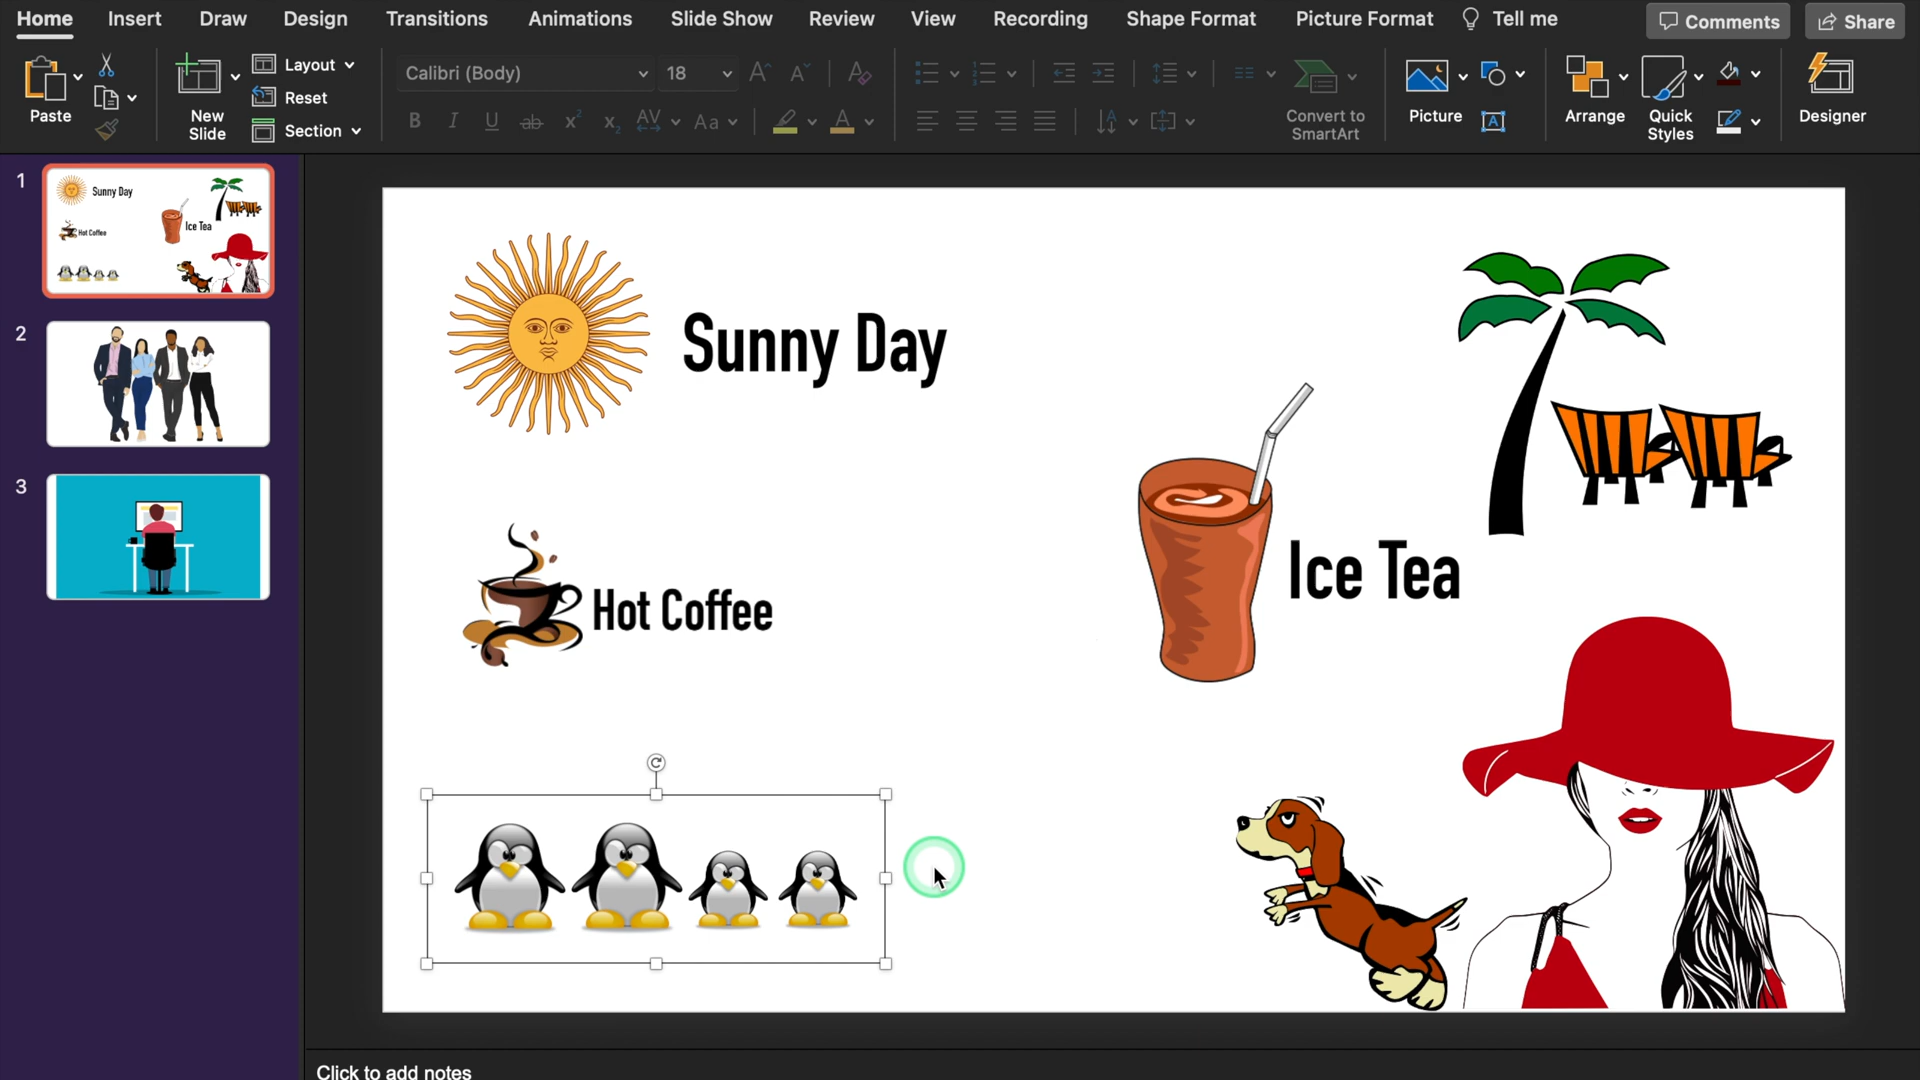 Home Insert Draw Design Transitions Animations Slide Show Review View Recording Shape Format Picture Format Tell me Comments Share
Paste
New
Slide
Layout
Reset
Section
Calibri (Body) 18
Convert to
SmartArt
Picture
Arrange
Quick
Styles
Designer
1
Sunny Day
Hot Coffee
Ice Tea
2
3
Sunny Day
Ice Tea
Hot Coffee
Click to add notes